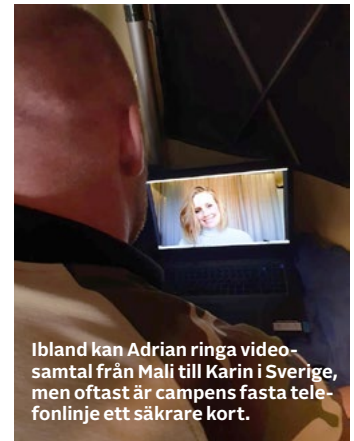 Ibland kan Adrian ringa video-
samtal från Mali till Karin i Sverige,
men oftast är campens fasta tele-
fonlinje ett säkrare kort.